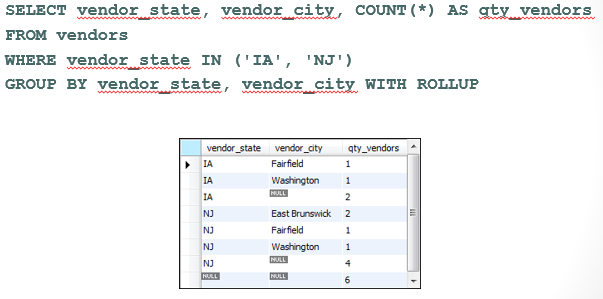 SELECT vendor_state, vendor_city, COUNT(*) AS qty_vendors
FROM vendors
WHERE vendor_state IN ('IA', 'NJ')
GROUP BY vendor_state, vendor_city WITH ROLLUP
vendor_state vendor_city qty_vendors
IA Fairfield 1
IA Washington 1
IA NULL 2
NJ East Brunswick 2
NJ Fairfield 1
NJ Washington 1
NJ NULL 4
NULL NULL 6